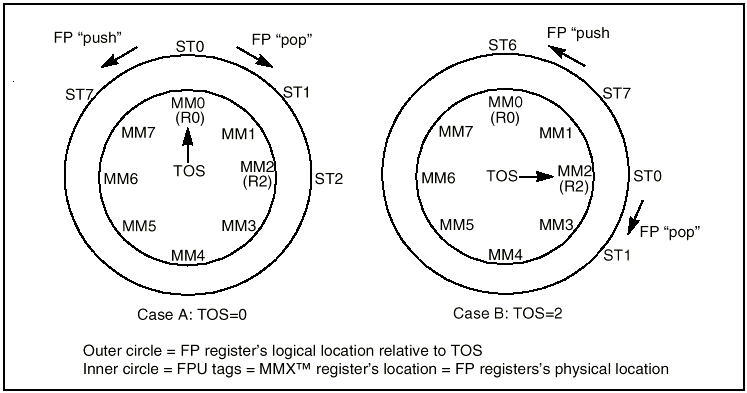 FP “push” ST0 FP “pop”
ST7 ST1
MM0
(R0)
MM7 MM1
TOS
MM6 MM2 ST2
(R2)
MM5 MM3
MM4
Case A: TOS=0
ST6 FP “push
ST7
MM0
(R0)
MM7 MM1
MM6 TOS MM2 ST0
(R2)
MM5 MM3 FP “pop”
MM4 ST1
Case B: TOS=2
Outer circle = FP register’s logical location relative to TOS
Inner circle = FPU tags = MMX™ register’s location = FP registers’s physical location